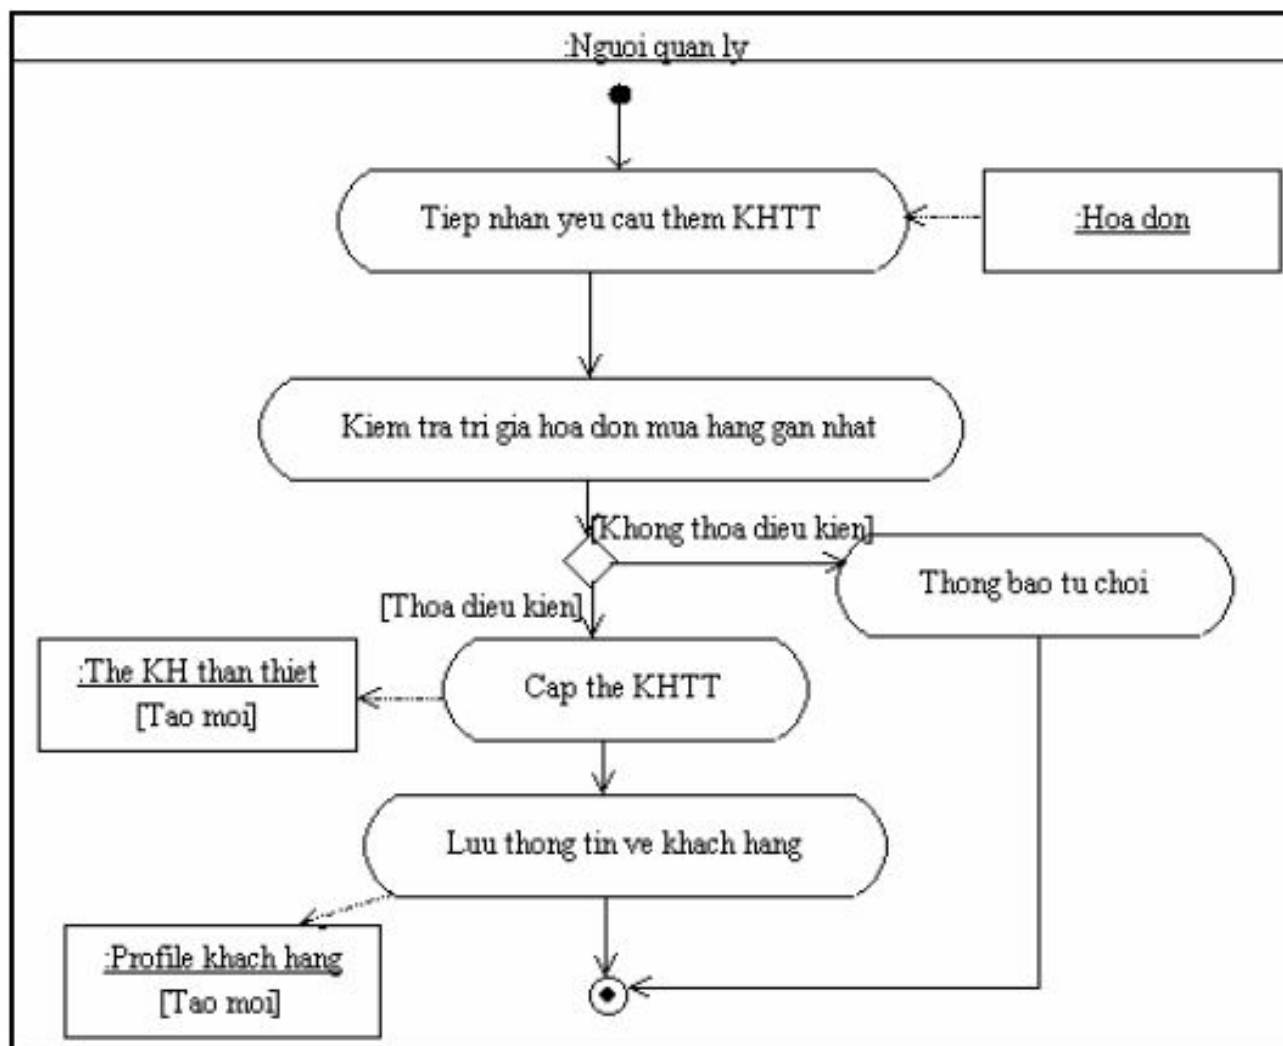 :Nguoi quan ly
Tiep nhan yeu cau them KHTT
:Hoa don
Kiem tra tri gia hoa don mua hang gan nhat
[Khong thoa dieu kien]
Thong bao tu choi
[Thoa dieu kien]
:The KH than thiet
[Tao moi]
Cap the KHTT
Luu thong tin ve khach hang
:Profile khach hang
[Tao moi]